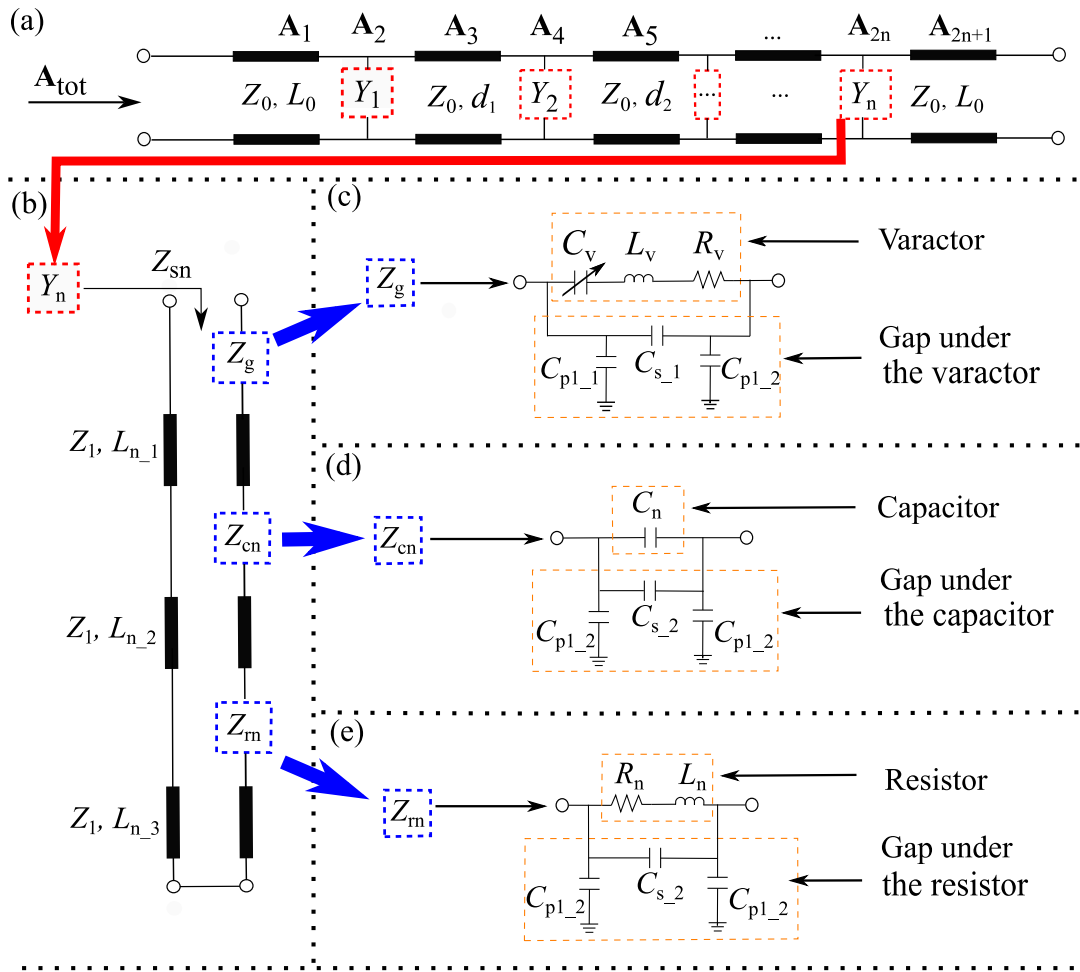 (a)
A1 A2 A3 A4 A5 ... A2n A2n+1
Atot
Z0, L0 Y1 Z0, d1 Y2 Z0, d2 ... ... Yn Z0, L0
(b)
Yn
Zsn
Zg
Z1, Ln_1
Zcn
Z1, Ln_2
Zrn
Z1, Ln_3
(c)
Zg
Cv Lv Rv
Varactor
Cp1_1 Cs_1 Cp1_2
Gap under
the varactor
(d)
Zcn
Cn
Capacitor
Cp1_2 Cs_2 Cp1_2
Gap under
the capacitor
(e)
Zrn
Rn Ln
Resistor
Cp1_2 Cs_2 Cp1_2
Gap under
the resistor